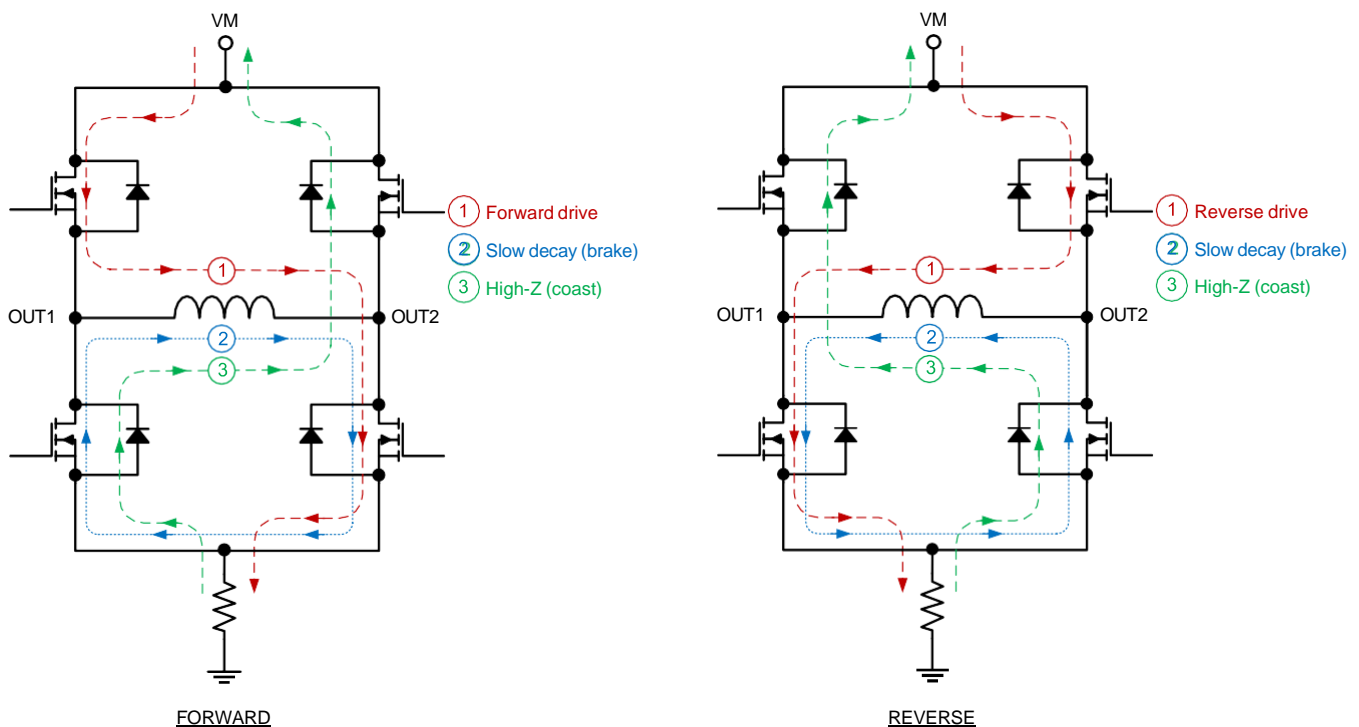 VM
1 Forward drive
2 Slow decay (brake)
3 High-Z (coast)
1
OUT1
OUT2
2
3
FORWARD
VM
1 Reverse drive
2 Slow decay (brake)
3 High-Z (coast)
1
OUT1
OUT2
2
3
REVERSE